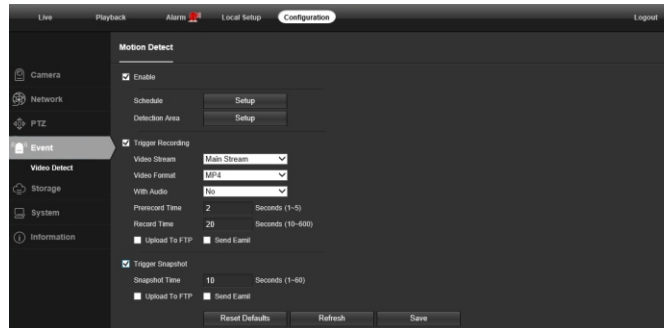 Live Playback Alarm Local Setup Configuration Logout
Motion Detect
Camera
Network
PTZ
Event
Video Detect
Storage
System
Information
Enable
Schedule Setup
Detection Area Setup
Trigger Recording
Video Stream Main Stream
Video Format MP4
With Audio No
Prerecord Time 2 Seconds (1~5)
Record Time 20 Seconds (10~600)
Upload To FTP Send Eamil
Trigger Snapshot
Snapshot Time 10 Seconds (1~60)
Upload To FTP Send Eamil
Reset Defaults Refresh Save